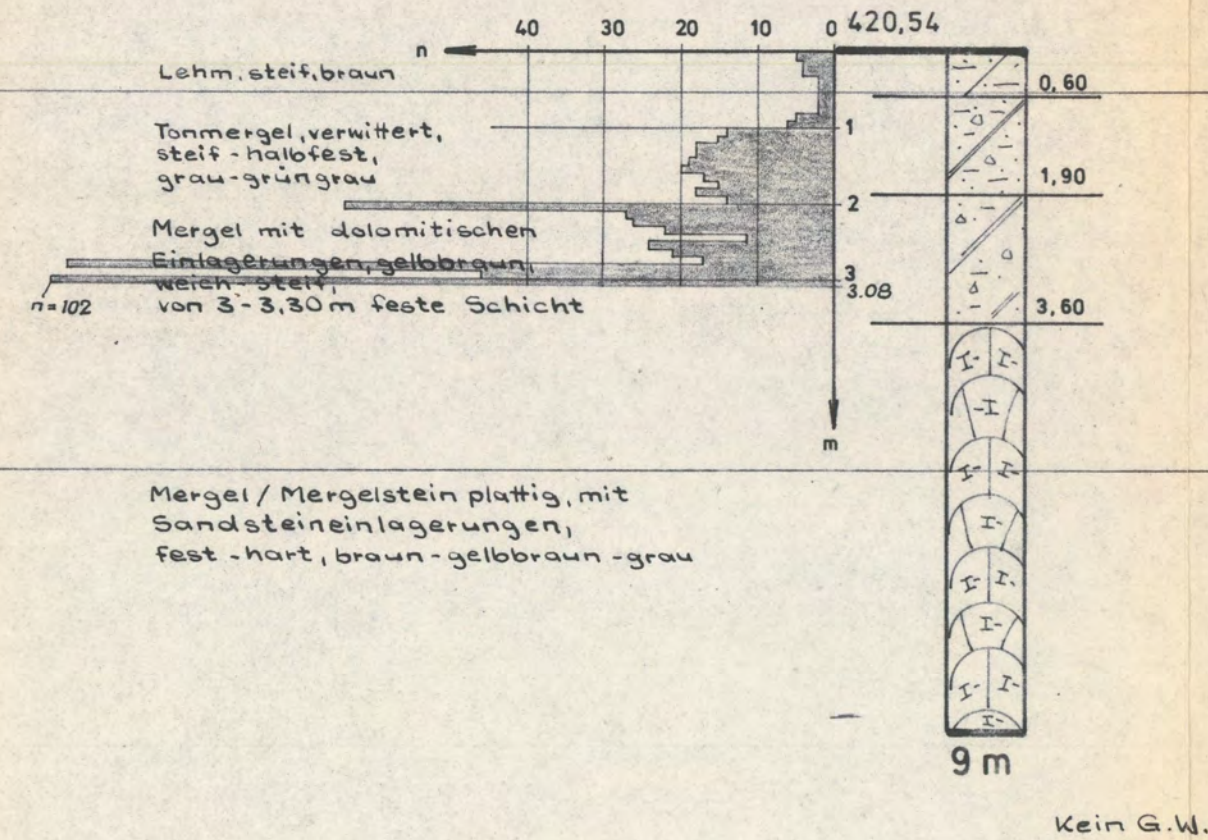 40 30 20 10 0 420,54
n
Lehm, steif, braun
0,60
Tonmergel, verwittert,
steif - halbfest,
grau - grüngrau
1
1,90
2
Mergel mit dolomitischen
Einlagerungen, gelbbraun,
weich - steif,
von 3 - 3,30 m feste Schicht
3
3.08
n=102
3,60
m
Mergel / Mergelstein plattig, mit
Sandsteineinlagerungen,
fest - hart, braun - gelbbraun - grau
9 m
Kein G.W.